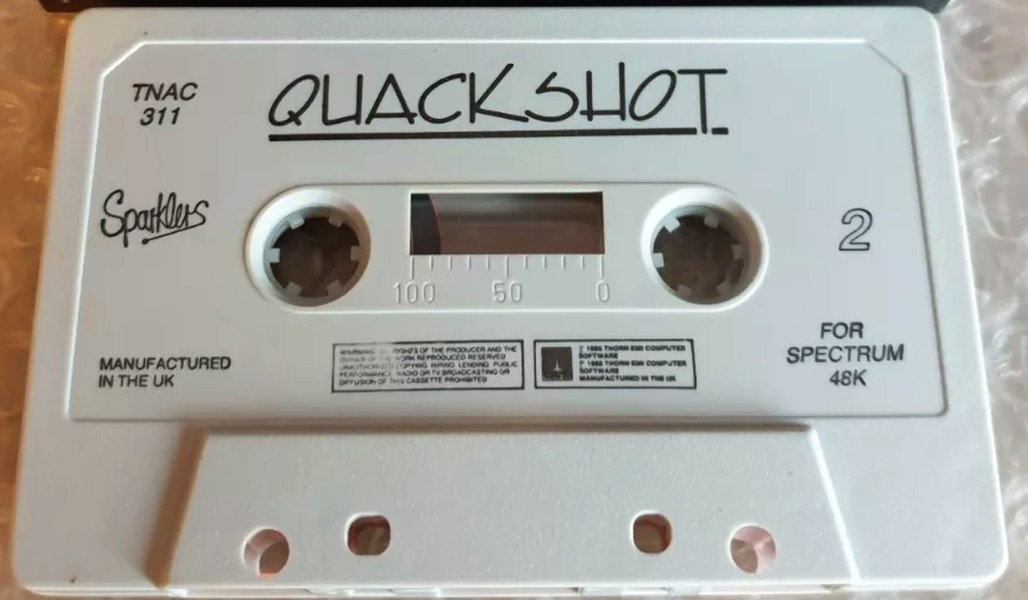 TNAC
311
QUACKSHOT
Sparklers
2
100 50 0
MANUFACTURED
IN THE UK
RIGHTS OF THE PRODUCER AND THE
WORK REPRODUCED RESERVED
COPYING HIRING LENDING PUBLIC
PERFORMANCE RADIO OR TV BROADCASTING OR
DIFFUSION OF THIS CASSETTE PROHIBITED
THORN EMI COMPUTER
SOFTWARE
THORN EMI COMPUTER
SOFTWARE
MANUFACTURED IN THE UK
FOR
SPECTRUM
48K